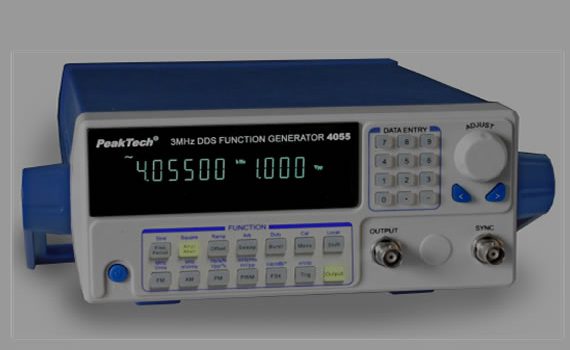 PeakTech® 3MHz DDS FUNCTION GENERATOR 4055
~4.05500 kHz 1.000 Vpp
DATA ENTRY
7 8 9
4 5 6
1 2 3
0 . -
ADJUST
< >
FUNCTION
Sine Square Ramp Arb Duty Cal Local
Offset Sweep Burst Menu Shift
FM AM PM PWM FSK Trig Output
OUTPUT
SYNC